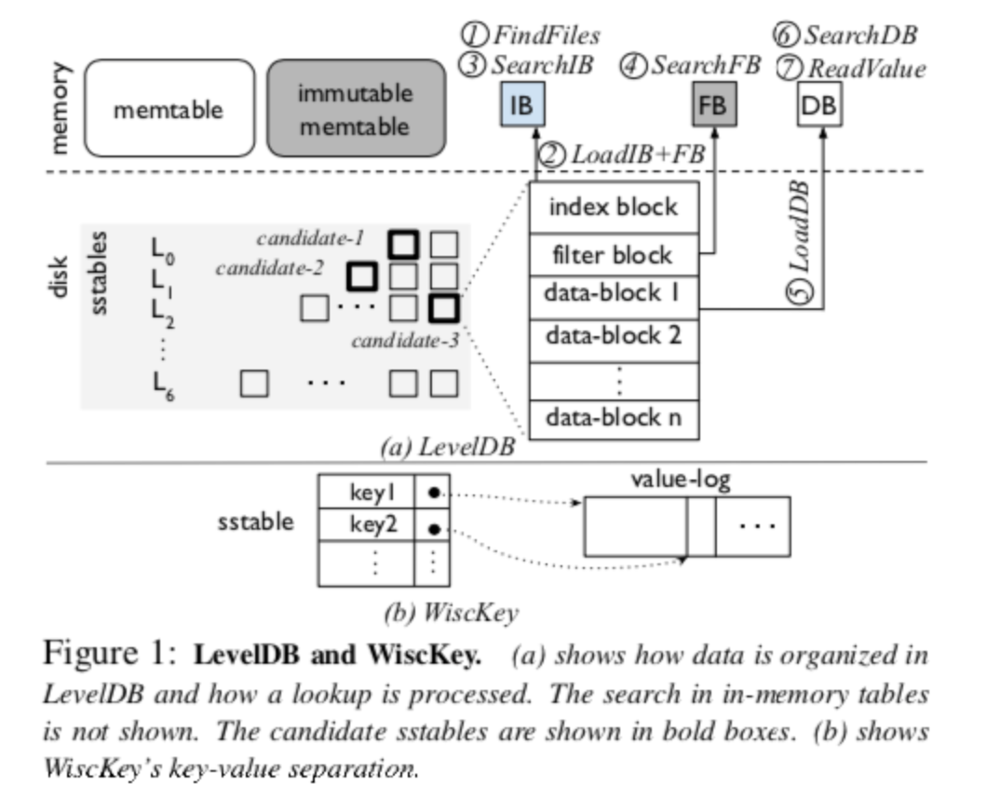 ① FindFiles
③ SearchIB
④ SearchFB
⑥ SearchDB
⑦ ReadValue
memory
memtable
immutable
memtable
IB
FB
DB
② LoadIB+FB
disk
sstables
L0
L1
L2
⋮
L6
candidate-1
candidate-2
...
candidate-3
...
index block
filter block
data-block 1
data-block 2
⋮
data-block n
⑤ LoadDB
(a) LevelDB
sstable
key1
key2
⋮ ⋮
value-log
...
(b) WiscKey
Figure 1: LevelDB and WiscKey. (a) shows how data is organized in
LevelDB and how a lookup is processed. The search in in-memory tables
is not shown. The candidate sstables are shown in bold boxes. (b) shows
WiscKey's key-value separation.